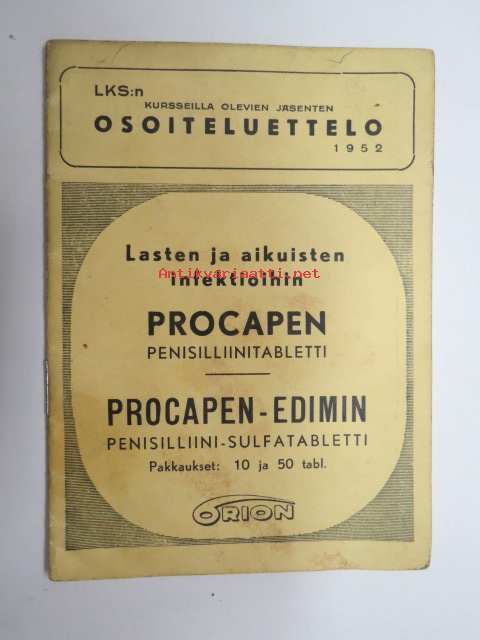 LKS:n
KURSSEILLA OLEVIEN JÄSENTEN
OSOITELUETTELO
1952
Lasten ja aikuisten
Antikvariaatti.net
infektioihin
PROCAPEN
PENISILLIINITABLETTI
PROCAPEN-EDIMIN
PENISILLIINI-SULFATABLETTI
Pakkaukset: 10 ja 50 tabl.
ORION